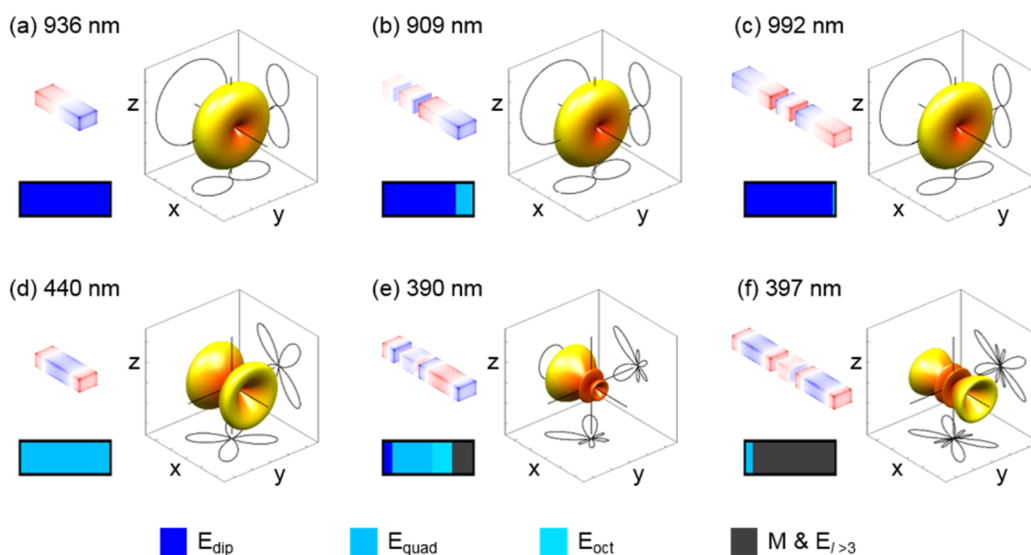 (a) 936 nm
z
x
y
(b) 909 nm
z
x
y
(c) 992 nm
z
x
y
(d) 440 nm
z
x
y
(e) 390 nm
z
x
y
(f) 397 nm
z
x
y
E_dip
E_quad
E_oct
M & E_l>3